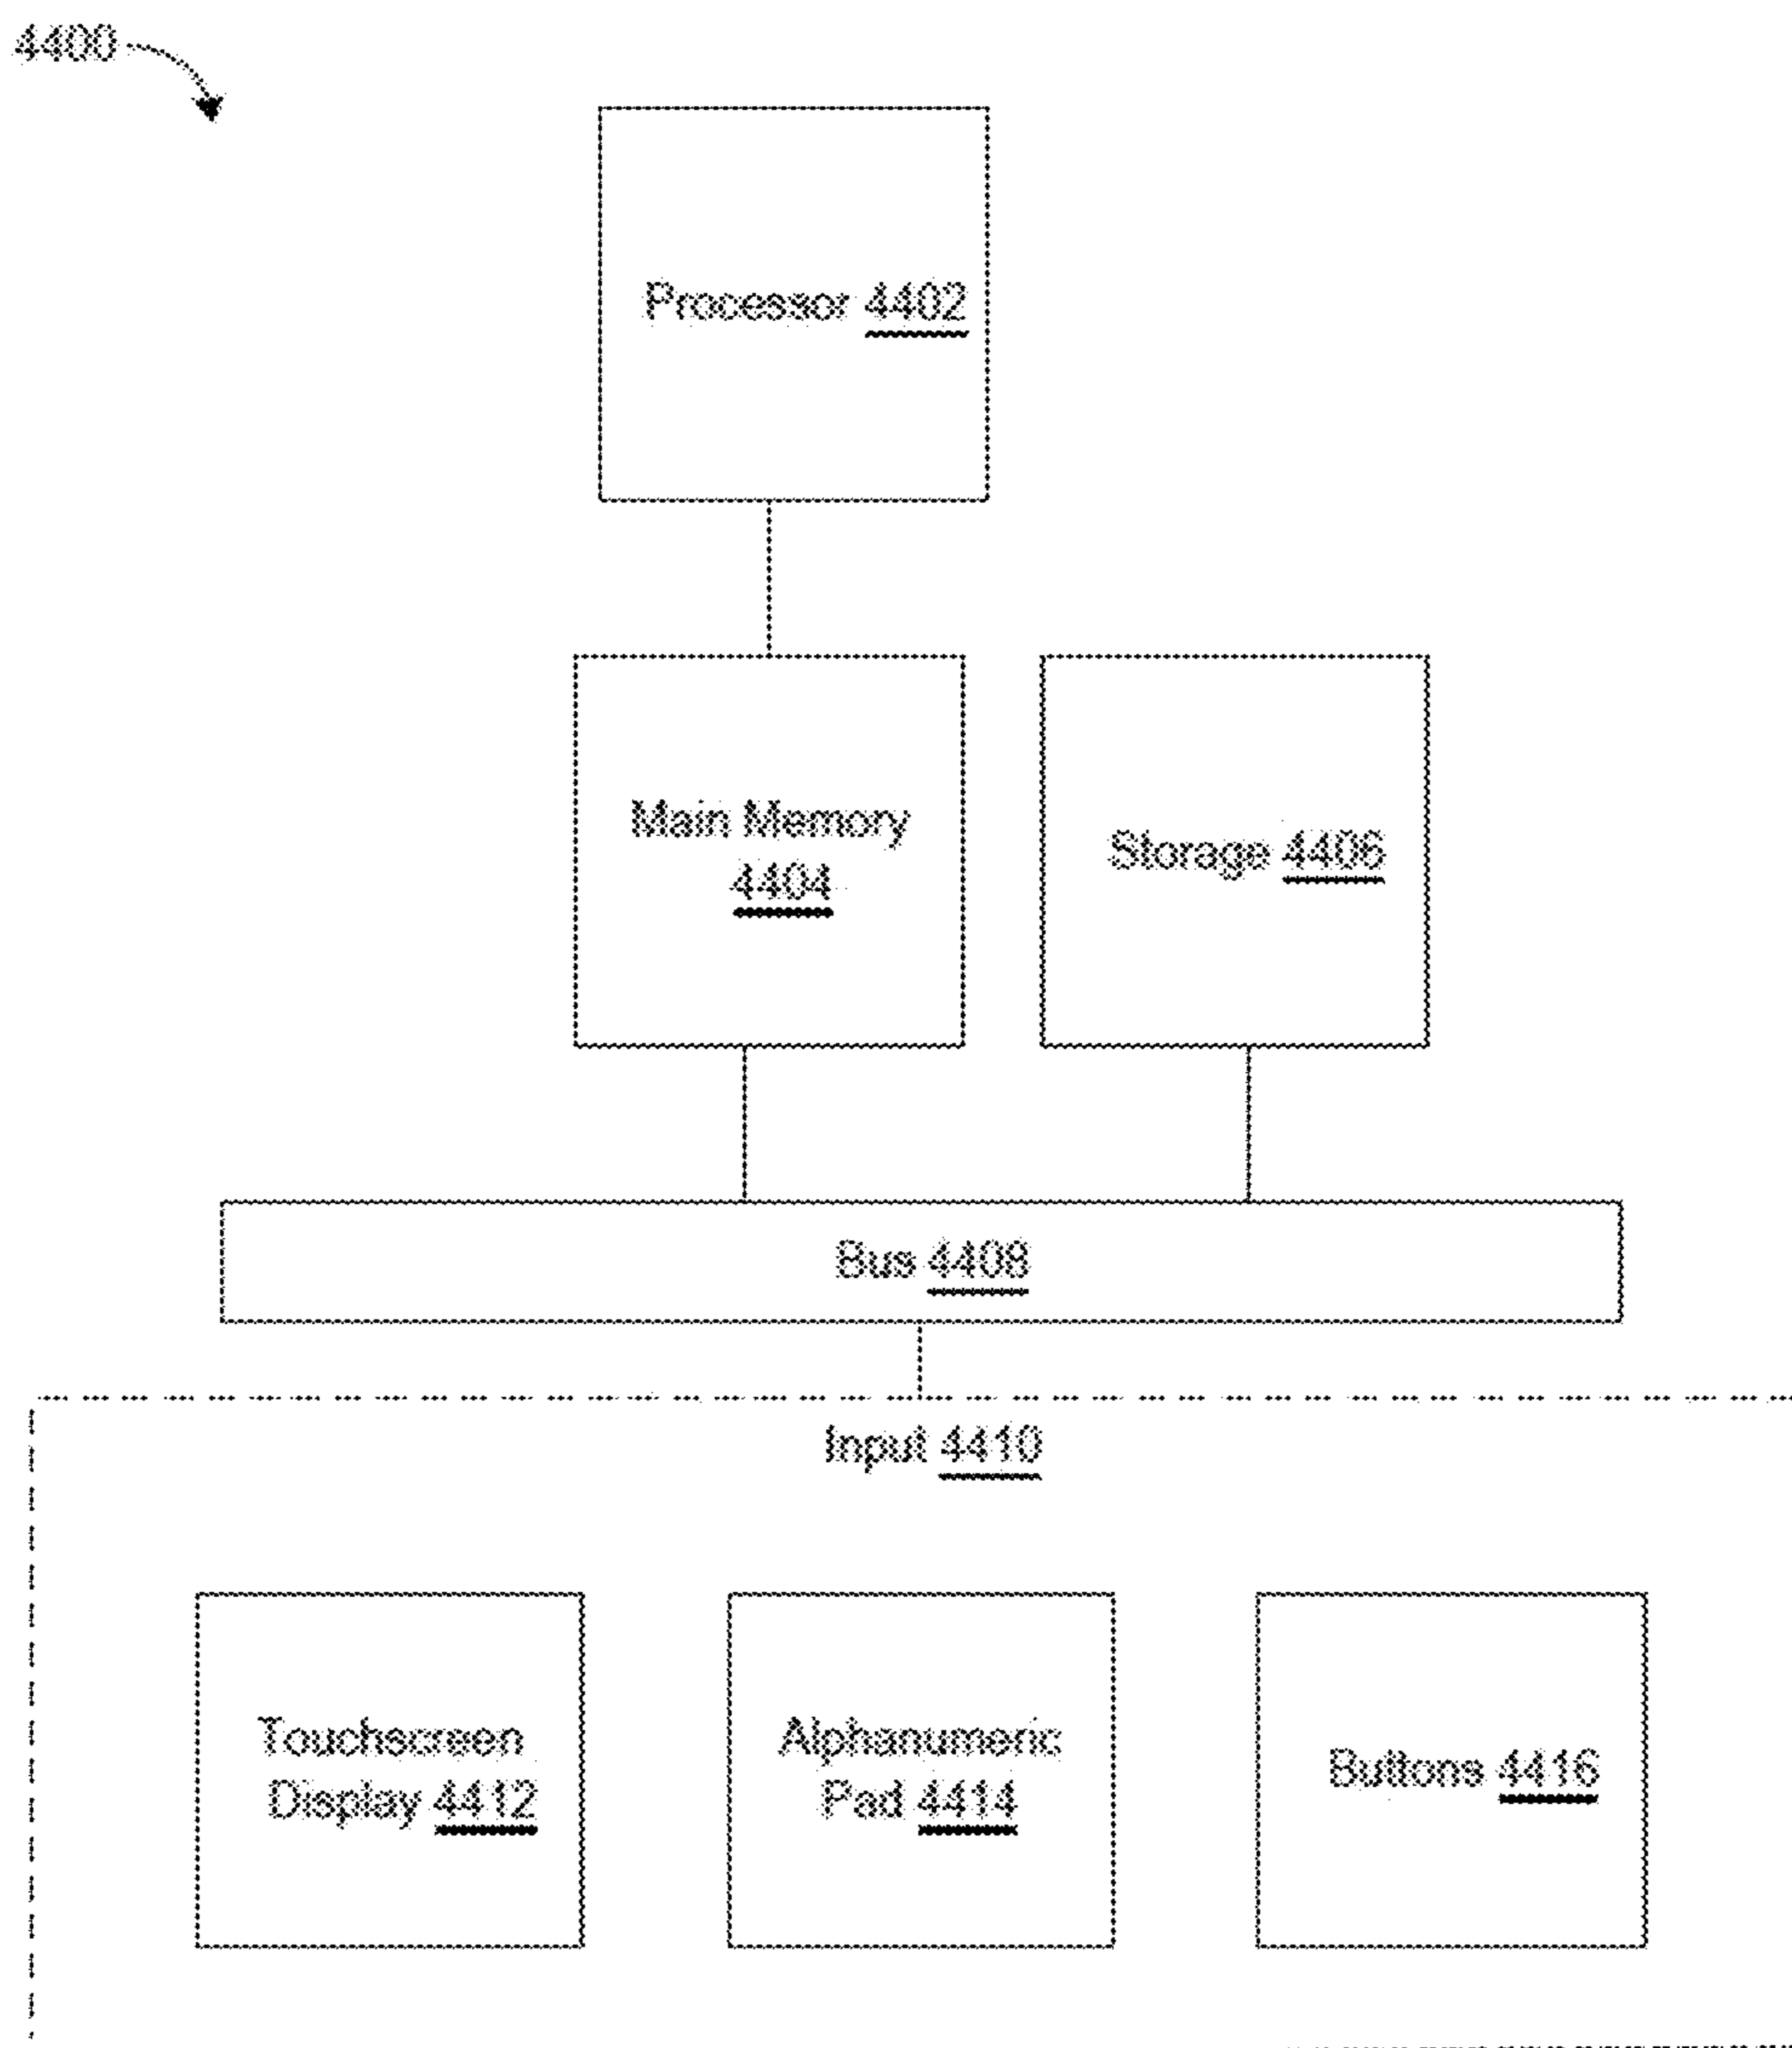 4400
Processor 4402
Main Memory
4404
Storage 4406
Bus 4408
Input 4410
Touchscreen
Display 4412
Alphanumeric
Pad 4414
Buttons 4416